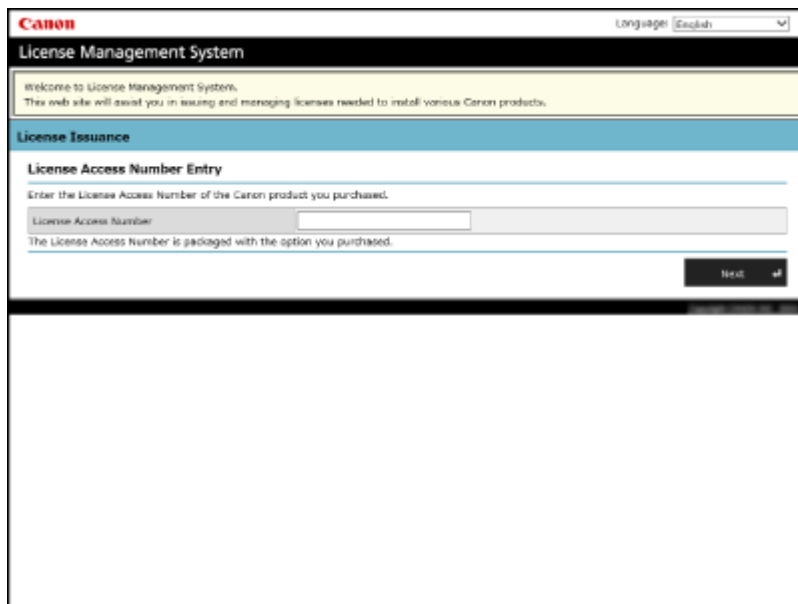 Canon
Language: English
License Management System
Welcome to License Management System.
This web site will assist you in issuing and managing licenses needed to install various Canon products.
License Issuance
License Access Number Entry
Enter the License Access Number of the Canon product you purchased.
License Access Number
The License Access Number is packaged with the option you purchased.
Next